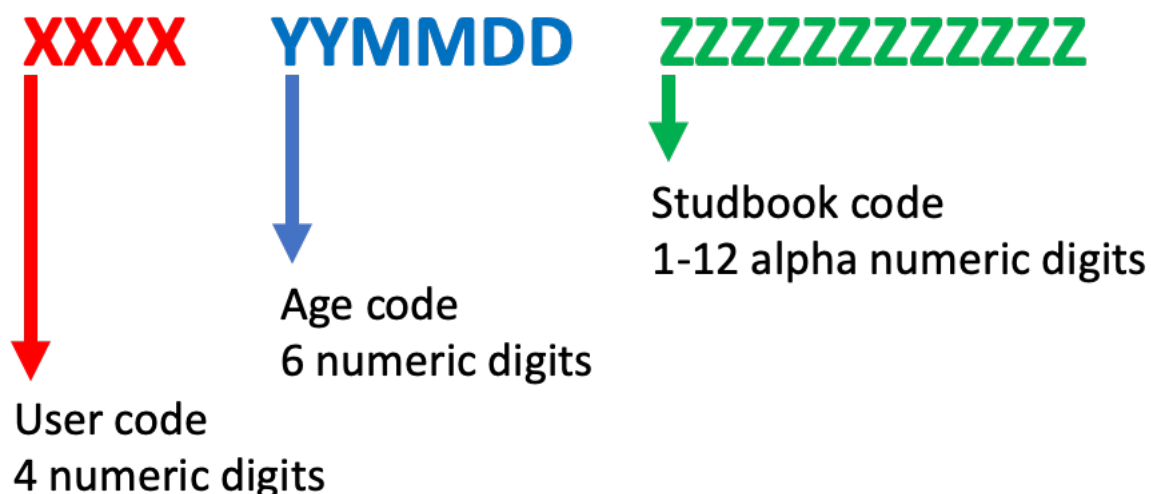 XXXX YYMMDD ZZZZZZZZZZZZ
Studbook code
1-12 alpha numeric digits
Age code
6 numeric digits
User code
4 numeric digits